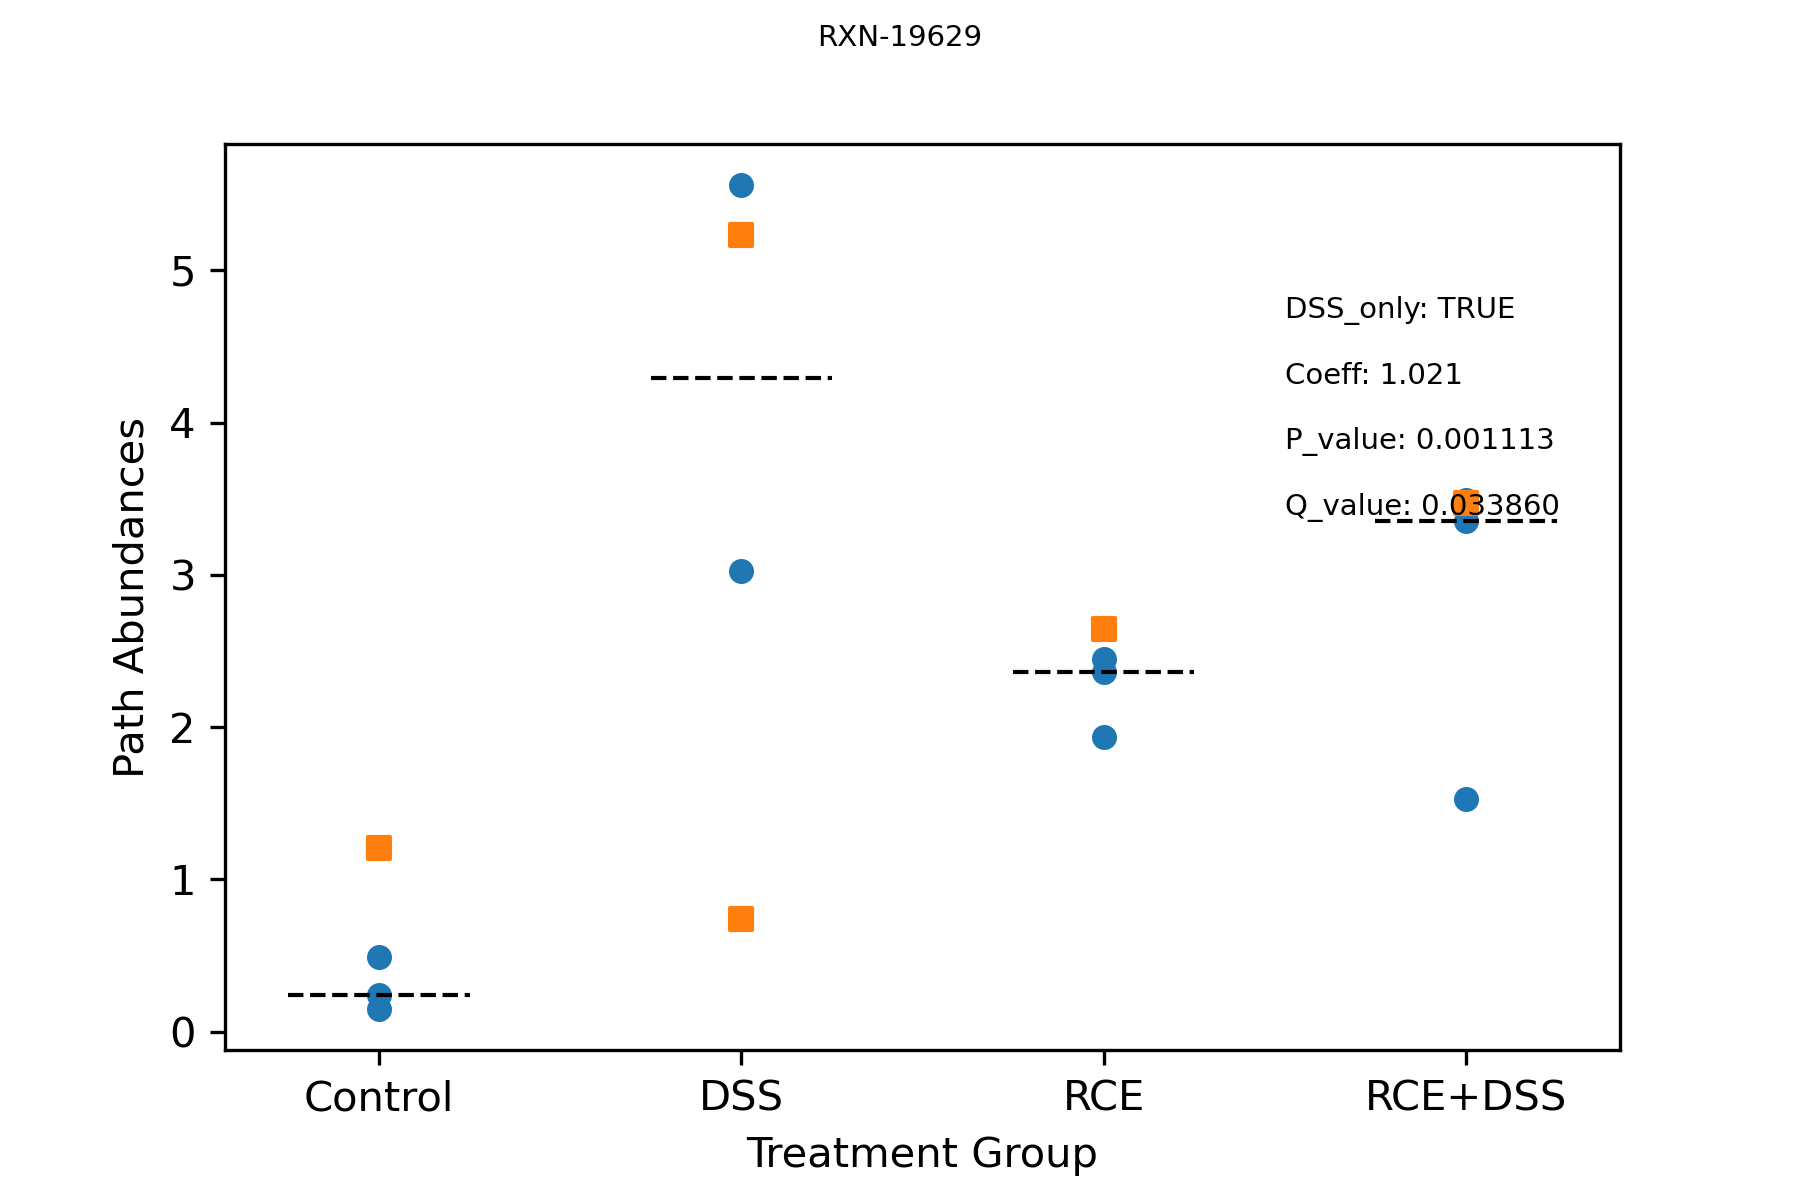 RXN-19629
5
4
3
2
1
0
Path Abundances
DSS_only: TRUE
Coeff: 1.021
P_value: 0.001113
Q_value: 0.033860
Control DSS RCE RCE+DSS
Treatment Group